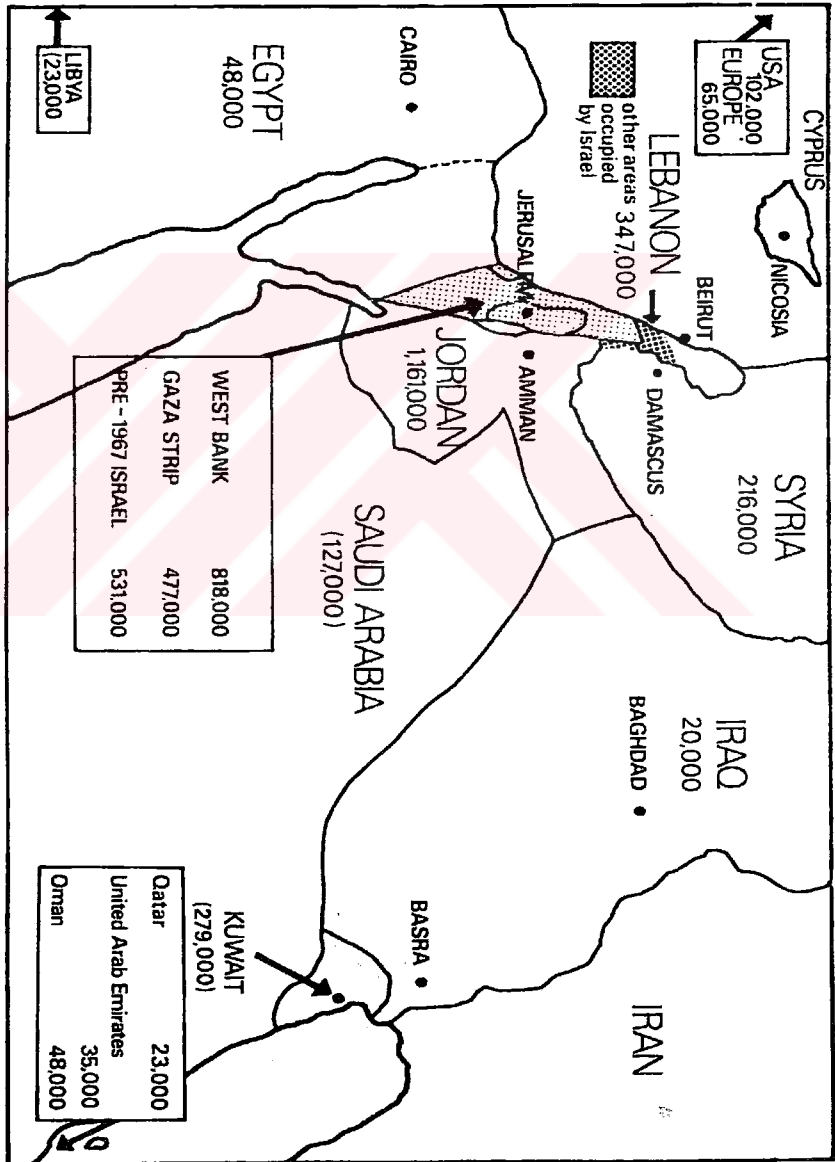 CYPRUS
NICOSIA
USA
102.000.
EUROPE
65.000
LEBANON
347,000
other areas
occupied
by Israel
BEIRUT
DAMASCUS
SYRIA
216,000
IRAQ
20,000
BAGHDAD
IRAN
JERUSALEM
AMMAN
JORDAN
1,161,000
CAIRO
EGYPT
48,000
LIBYA
(23,000
SAUDI ARABIA
(127,000)
BASRA
KUWAIT
(279,000)
WEST BANK 818.000
GAZA STRIP 477.000
PRE-1967 ISRAEL 531.000
Qatar 23.000
United Arab Emirates
35.000
Oman 48,000